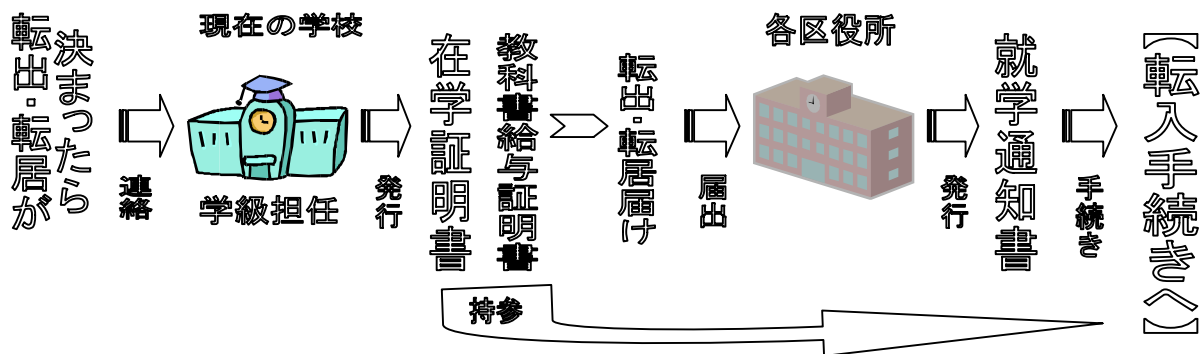 転出・転居が
決まったら
連絡
現在の学校
学級担任
発行
在学証明書
教科書給与証明書
転出・転居届け
届出
各区役所
発行
就学通知書
手続き
【転入手続きへ】
持参